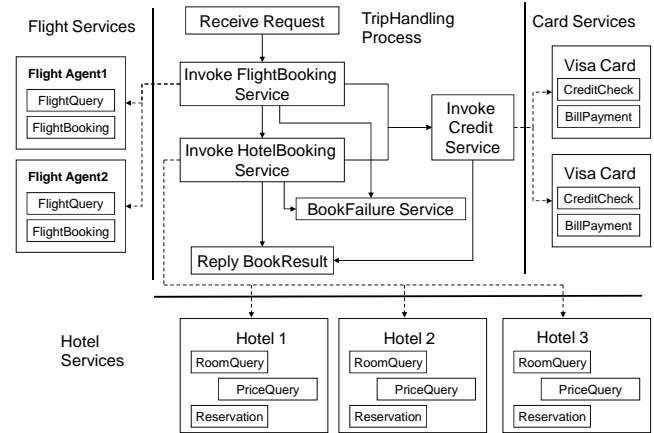 Flight Services
Receive Request
TripHandling
Process
Card Services
Flight Agent1
FlightQuery
FlightBooking
Flight Agent2
FlightQuery
FlightBooking
Invoke FlightBooking
Service
Invoke HotelBooking
Service
Invoke
Credit
Service
BookFailure Service
Reply BookResult
Visa Card
CreditCheck
BillPayment
Visa Card
CreditCheck
BillPayment
Hotel
Services
Hotel 1
RoomQuery
PriceQuery
Reservation
Hotel 2
RoomQuery
PriceQuery
Reservation
Hotel 3
RoomQuery
PriceQuery
Reservation